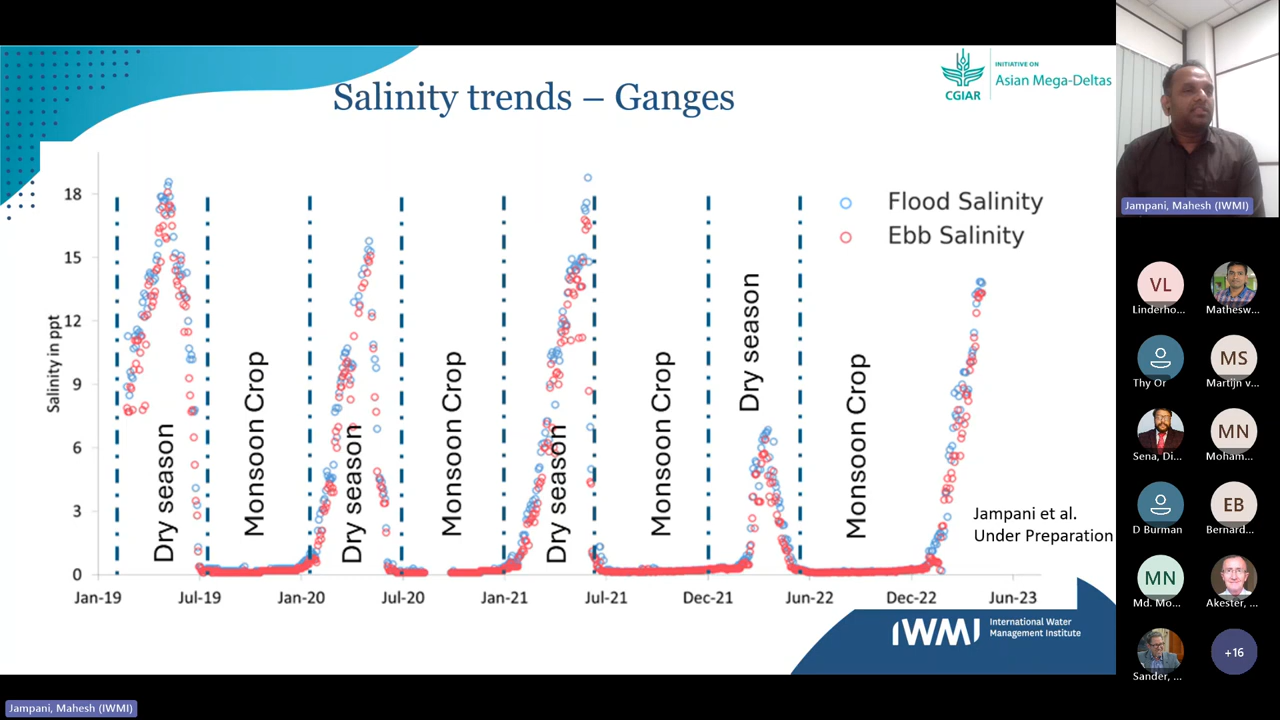 Salinity trends – Ganges
INITIATIVE ON
Asian Mega-Deltas
CGIAR
Flood Salinity
Ebb Salinity
Salinity in ppt
18
15
12
9
6
3
0
Dry season
Monsoon Crop
Dry season
Monsoon Crop
Dry season
Monsoon Crop
Dry season
Monsoon Crop
Jan-19
Jul-19
Jan-20
Jul-20
Jan-21
Jul-21
Dec-21
Jun-22
Dec-22
Jun-23
Jampani et al.
Under Preparation
IWMI
International Water
Management Institute
Jampani, Mahesh (IWMI)
VL
Linderho...
Mathesw...
Thy Or
MS
Martijn v...
Sena, Di...
MN
Moham...
D Burman
EB
Bernard...
MN
Md. Mo...
Akester, ...
Sander, ...
+16
Jampani, Mahesh (IWMI)